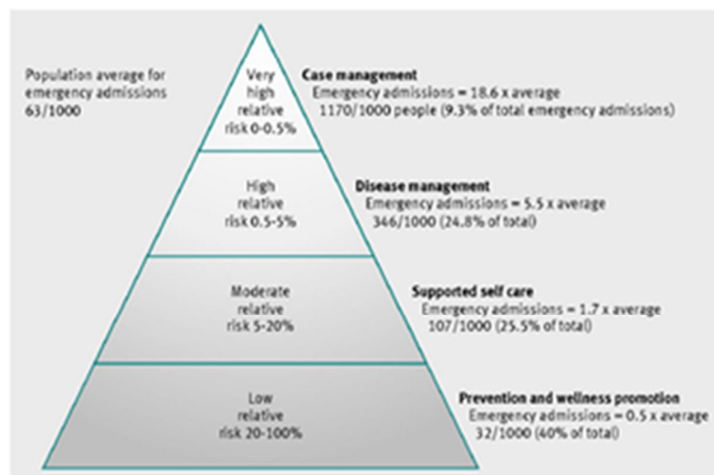 Population average for
emergency admissions
63/1000
Very
high
relative
risk 0-0.5%
Case management
Emergency admissions = 18.6 x average
1170/1000 people (9.3% of total emergency admissions)
High
relative
risk 0.5-5%
Disease management
Emergency admissions = 5.5 x average
346/1000 (24.8% of total)
Moderate
relative
risk 5-20%
Supported self care
Emergency admissions = 1.7 x average
107/1000 (25.5% of total)
Low
relative
risk 20-100%
Prevention and wellness promotion
Emergency admissions = 0.5 x average
32/1000 (40% of total)